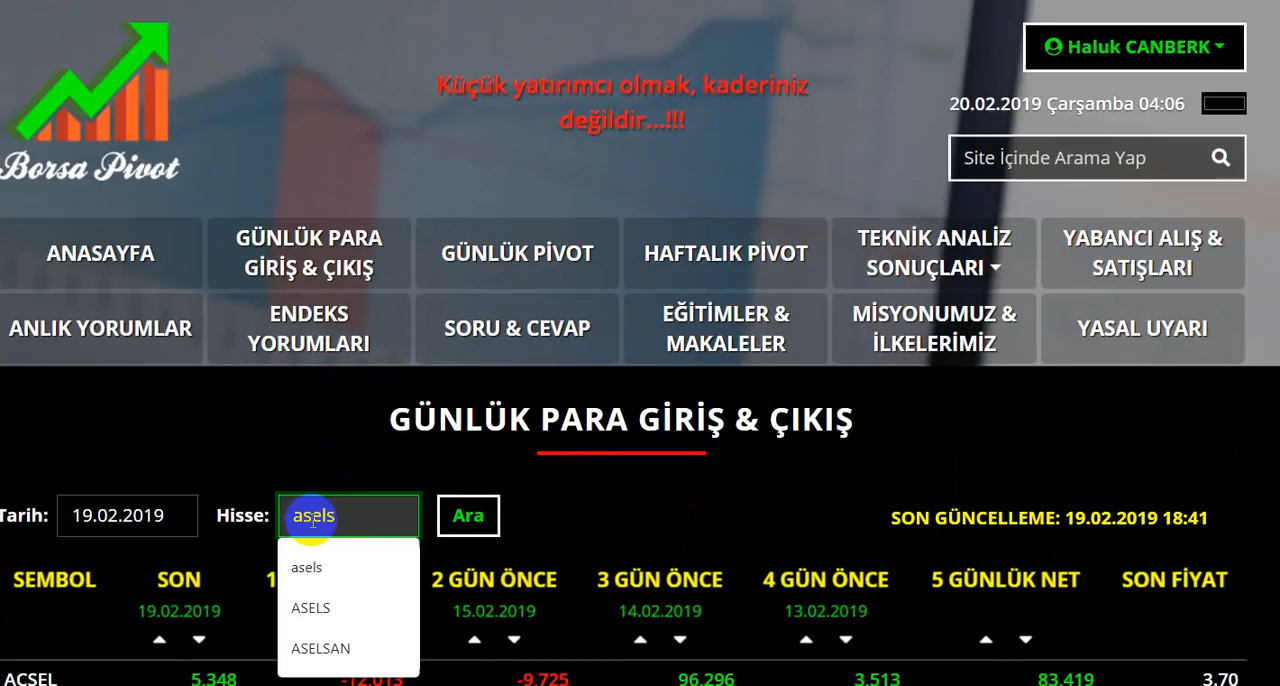 Borsa Pivot
Küçük yatırımcı olmak, kaderiniz
değildir...!!!
Haluk CANBERK
20.02.2019 Çarşamba 04:06
Site İçinde Arama Yap
ANASAYFA
GÜNLÜK PARA
GİRİŞ & ÇIKIŞ
GÜNLÜK PİVOT
HAFTALIK PİVOT
TEKNİK ANALİZ
SONUÇLARI
YABANCI ALIŞ &
SATIŞLARI
ANLIK YORUMLAR
ENDEKS
YORUMLARI
SORU & CEVAP
EĞİTİMLER &
MAKALELER
MİSYONUMUZ &
İLKELERİMİZ
YASAL UYARI
GÜNLÜK PARA GİRİŞ & ÇIKIŞ
Tarih: 19.02.2019 Hisse: asels Ara SON GÜNCELLEME: 19.02.2019 18:41
asels
ASELS
ASELSAN
SEMBOL SON 1 2 GÜN ÖNCE 3 GÜN ÖNCE 4 GÜN ÖNCE 5 GÜNLÜK NET SON FİYAT
19.02.2019 15.02.2019 14.02.2019 13.02.2019
ACSEL 5.348 -12.013 -9.725 96.296 3.513 83.419 3.70